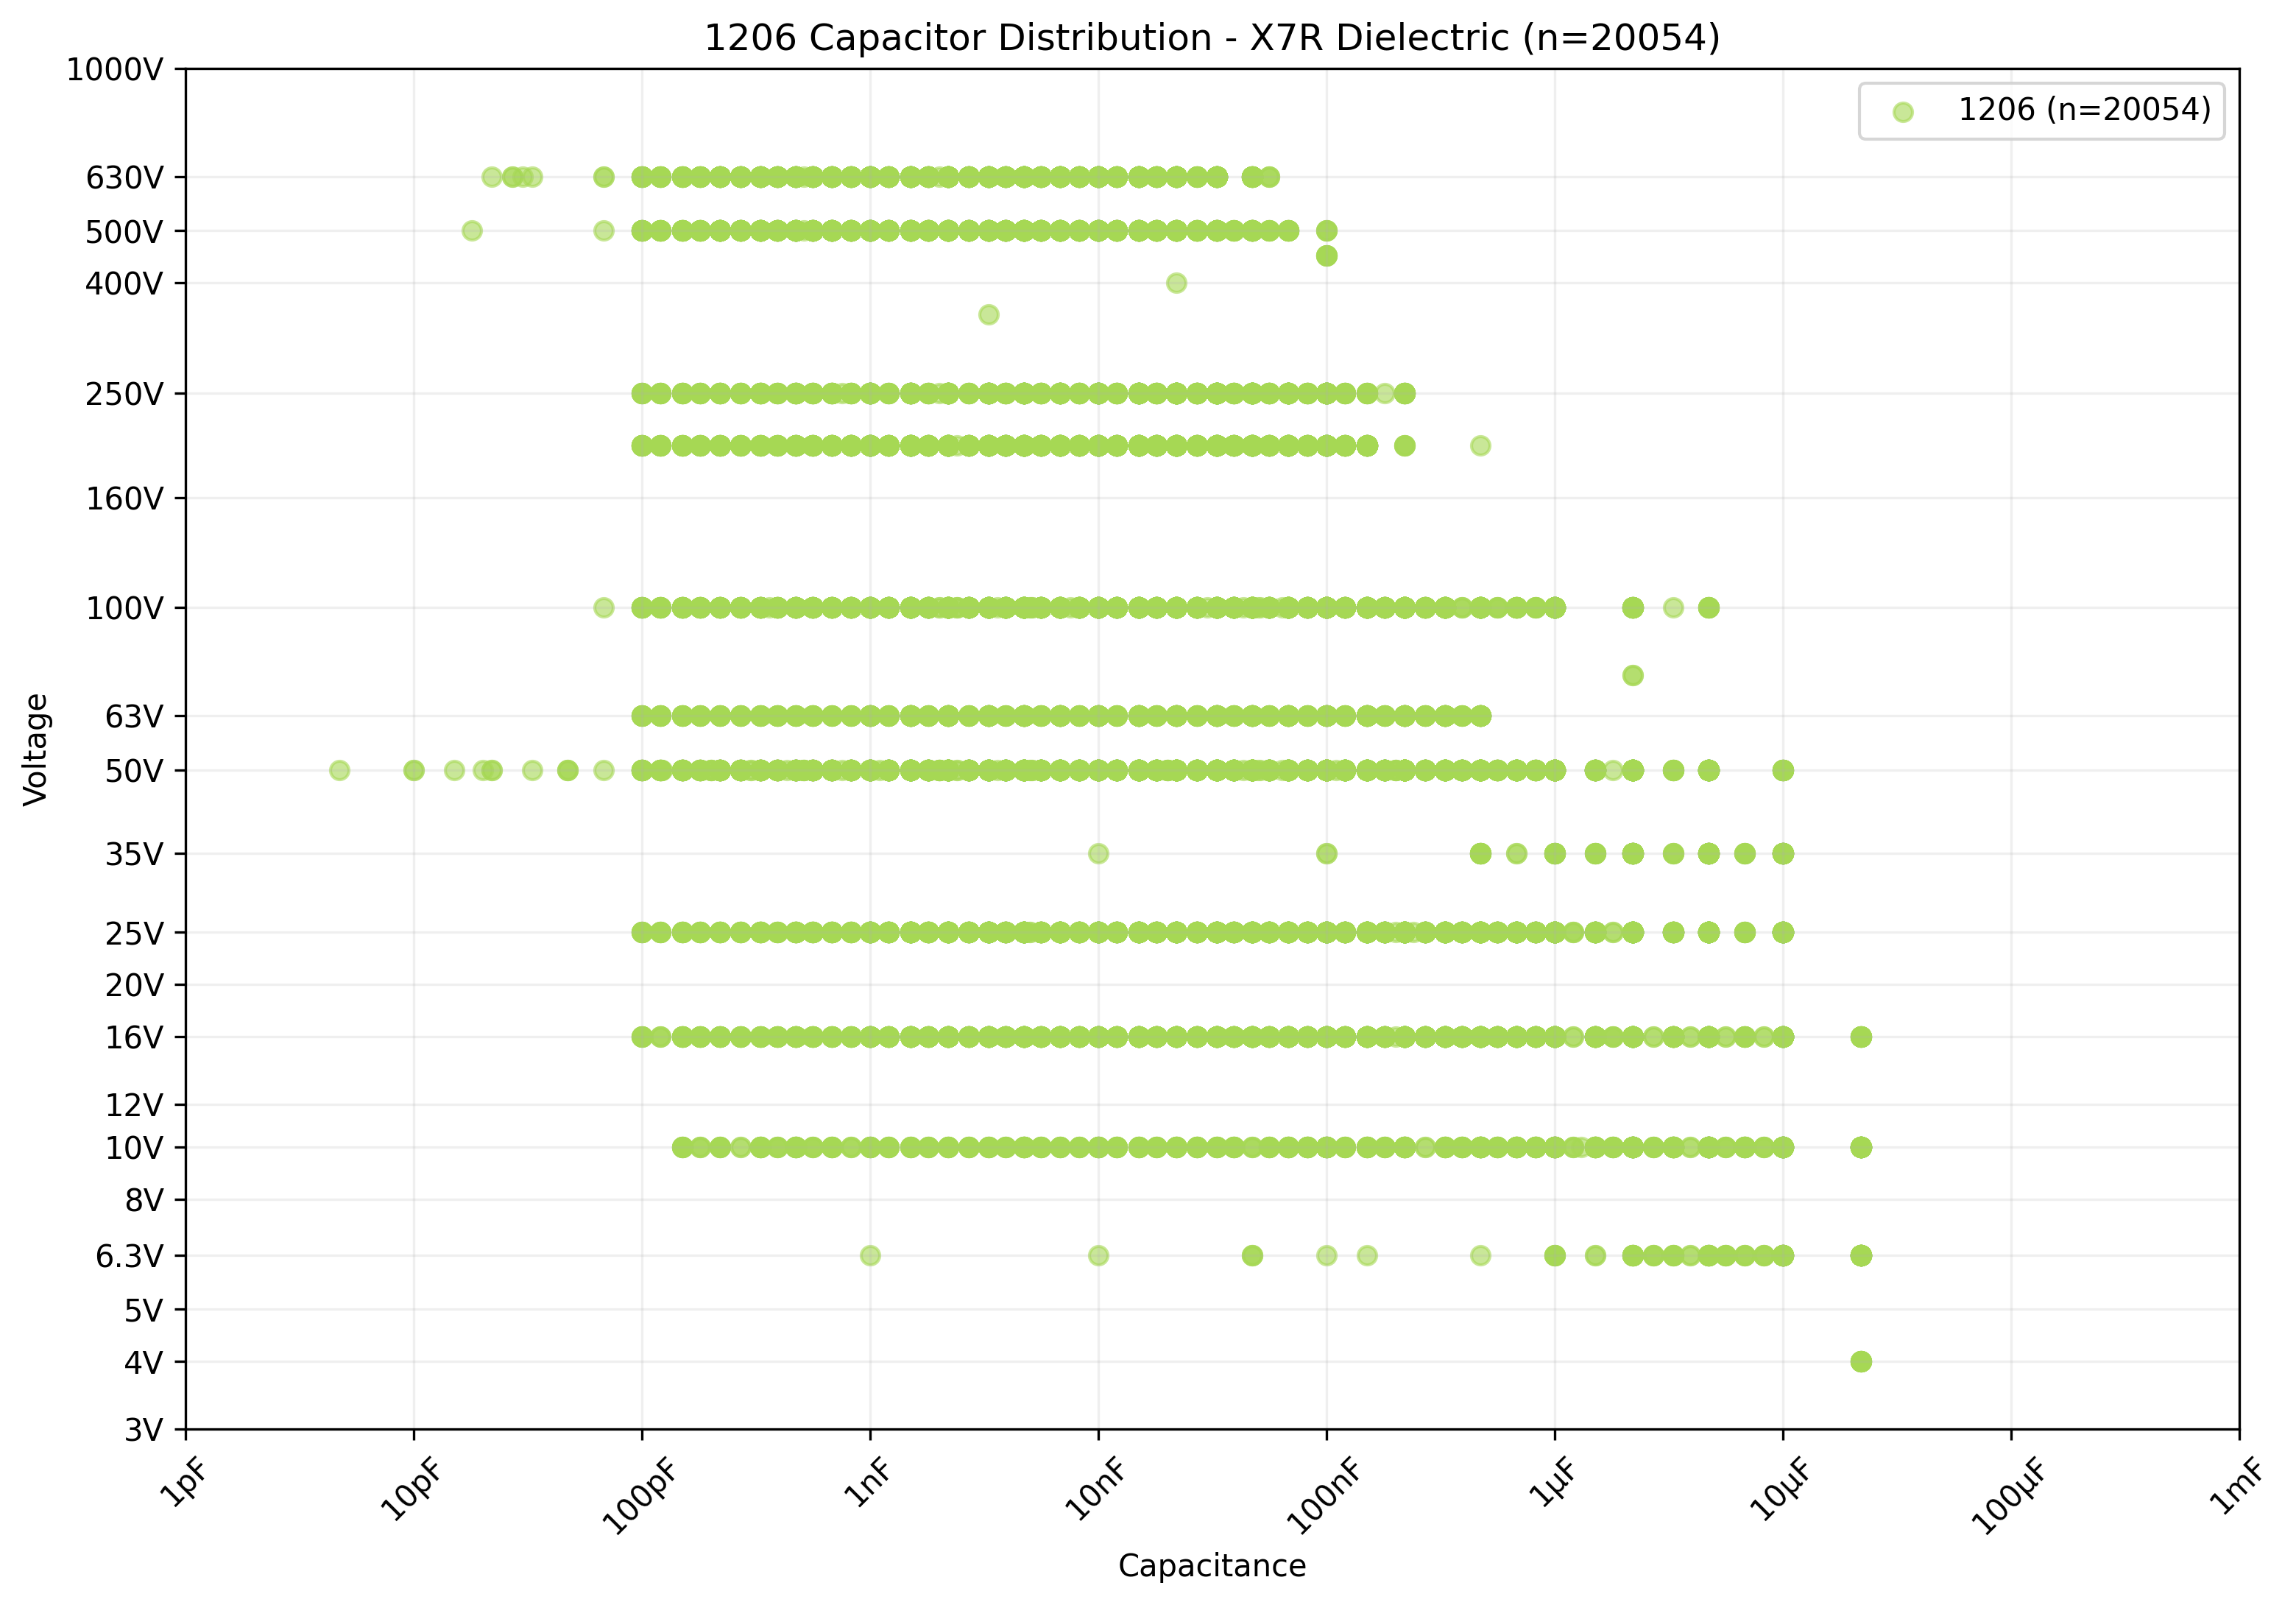 1206 Capacitor Distribution - X7R Dielectric (n=20054)
1206 (n=20054)
1000V
630V
500V
400V
250V
160V
100V
63V
50V
35V
25V
20V
16V
12V
10V
8V
6.3V
5V
4V
3V
Voltage
1pF
10pF
100pF
1nF
10nF
100nF
1µF
10µF
100µF
1mF
Capacitance